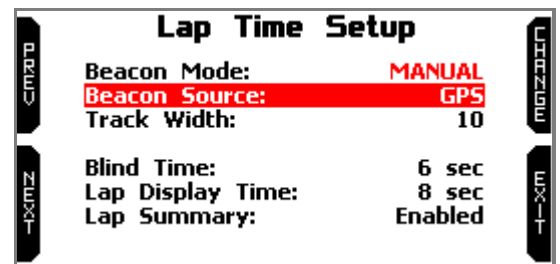 Lap Time Setup
PREV
CHANGE
Beacon Mode: MANUAL
Beacon Source: GPS
Track Width: 10
NEXT
EXIT
Blind Time: 6 sec
Lap Display Time: 8 sec
Lap Summary: Enabled